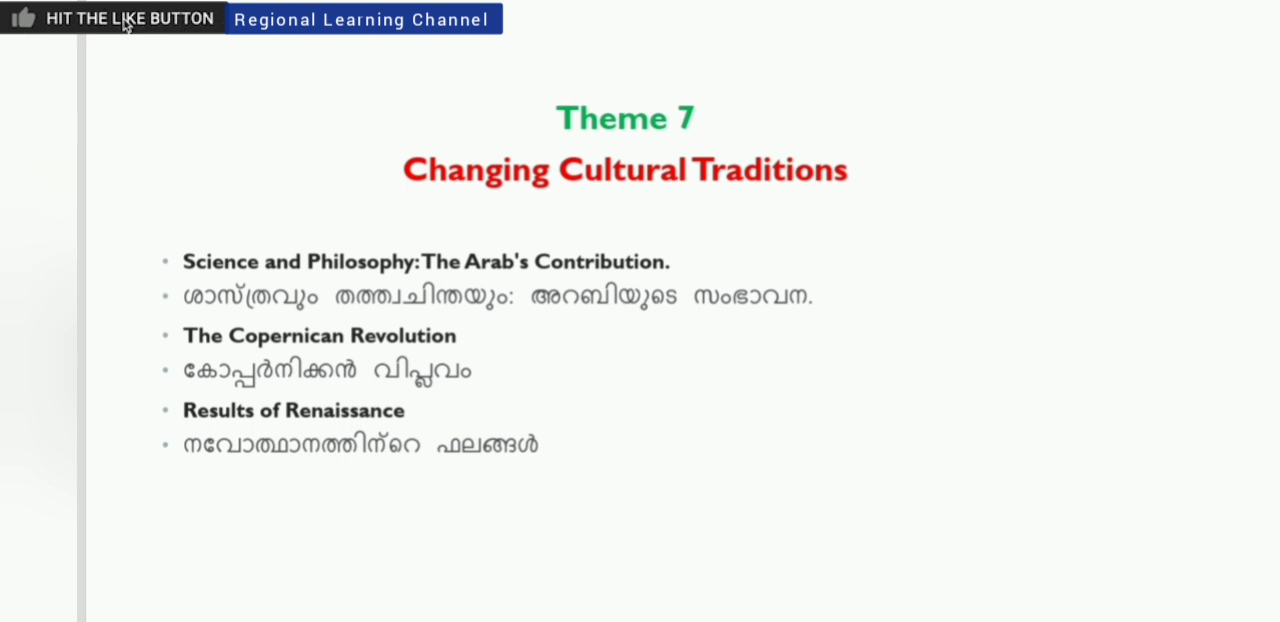 HIT THE LIKE BUTTON Regional Learning Channel
Theme 7
Changing Cultural Traditions
• Science and Philosophy:The Arab's Contribution.
• ശാസ്ത്രവും തത്ത്വചിന്തയും: അറബിയുടെ സംഭാവന.
• The Copernican Revolution
• കോപ്പർനിക്കൻ വിപ്ലവം
• Results of Renaissance
• നവോത്ഥാനത്തിന്റെ ഫലങ്ങൾ